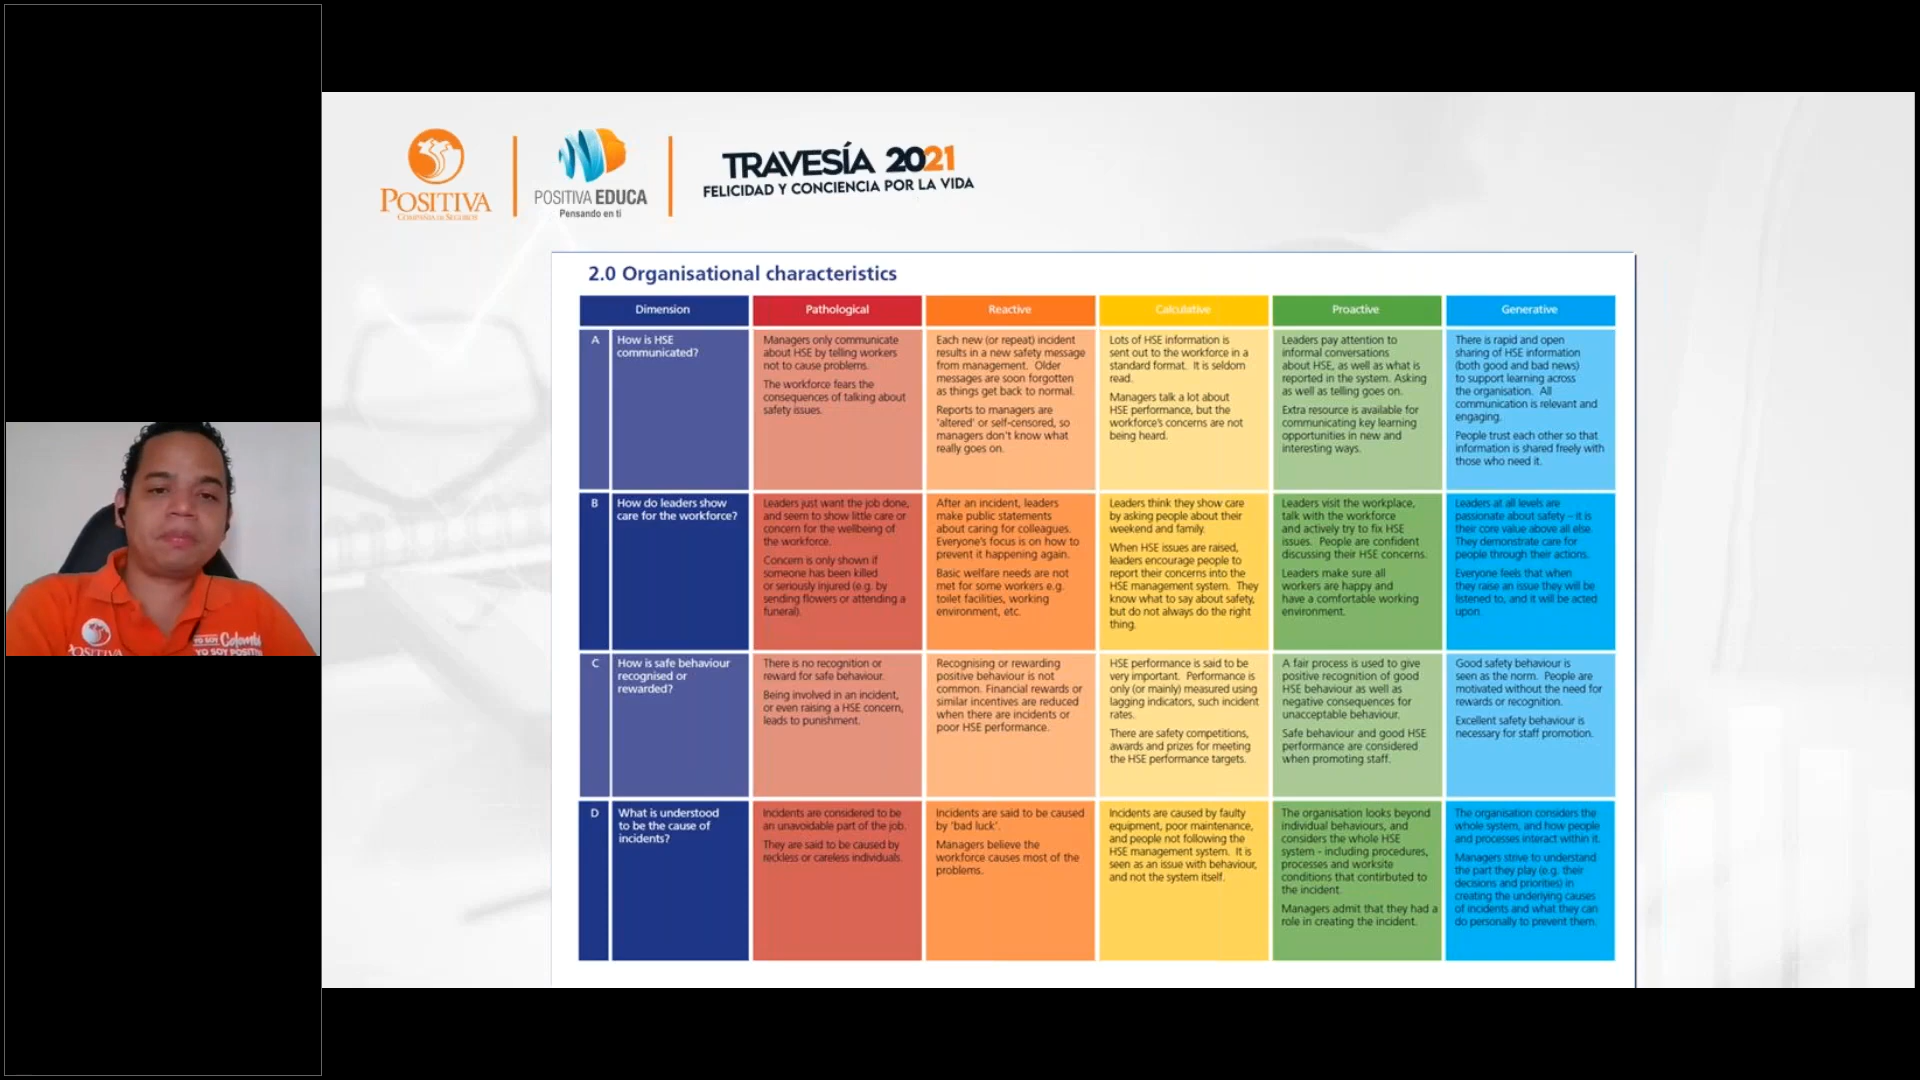 POSITIVA
COMPAÑÍA DE SEGUROS
POSITIVA EDUCA
Pensando en ti
TRAVESÍA 2021
FELICIDAD Y CONCIENCIA POR LA VIDA
2.0 Organisational characteristics
Dimension
Pathological
Reactive
Calculative
Proactive
Generative
A
How is HSE
communicated?
Managers only communicate
about HSE by telling workers
not to cause problems.
The workforce fears the
consequences of talking about
safety issues.
Each new (or repeat) incident
results in a new safety message
from management. Older
messages are soon forgotten
as things get back to normal.
Reports to managers are
'altered' or self-censored, so
managers don't know what
really goes on.
Lots of HSE information is
sent out to the workforce in a
standard format. It is seldom
read.
Managers talk a lot about
HSE performance, but the
workforce's concerns are not
being heard.
Leaders pay attention to
informal conversations
about HSE, as well as what is
reported in the system. Asking
as well as telling goes on.
Extra resource is available for
communicating key learning
opportunities in new and
interesting ways.
There is rapid and open
sharing of HSE information
(both good and bad news)
to support learning across
the organisation. All
communication is relevant and
engaging.
People trust each other so that
information is shared freely with
those who need it.
B
How do leaders show
care for the workforce?
Leaders just want the job done,
and seem to show little care or
concern for the wellbeing of
the workforce.
Concern is only shown if
someone has been killed
or seriously injured (e.g. by
sending flowers or attending a
funeral).
After an incident, leaders
make public statements
about caring for colleagues.
Everyone's focus is on how to
prevent it happening again.
Basic welfare needs are not
met for some workers e.g.
toilet facilities, working
environment, etc.
Leaders think they show care
by asking people about their
weekend and family.
When HSE issues are raised,
leaders encourage people to
report their concerns into the
HSE management system. They
know what to say about safety,
but do not always do the right
thing.
Leaders visit the workplace,
talk with the workforce
and actively try to fix HSE
issues. People are confident
discussing their HSE concerns.
Leaders make sure all
workers are happy and
have a comfortable working
environment.
Leaders at all levels are
passionate about safety – it is
their core value above all else.
They demonstrate care for
people through their actions.
Everyone feels that when
they raise an issue they will be
listened to, and it will be acted
upon.
C
How is safe behaviour
recognised or
rewarded?
There is no recognition or
reward for safe behaviour.
Being involved in an incident,
or even raising a HSE concern,
leads to punishment.
Recognising or rewarding
positive behaviour is not
common. Financial rewards or
similar incentives are reduced
when there are incidents or
poor HSE performance.
HSE performance is said to be
very important. Performance is
only (or mainly) measured using
lagging indicators, such incident
rates.
There are safety competitions,
awards and prizes for meeting
the HSE performance targets.
A fair process is used to give
positive recognition of good
HSE behaviour as well as
negative consequences for
unacceptable behaviour.
Safe behaviour and good HSE
performance are considered
when promoting staff.
Good safety behaviour is
seen as the norm. People are
motivated without the need for
rewards or recognition.
Excellent safety behaviour is
necessary for staff promotion.
D
What is understood
to be the cause of
incidents?
Incidents are considered to be
an unavoidable part of the job.
They are said to be caused by
reckless or careless individuals.
Incidents are said to be caused
by 'bad luck'.
Managers believe the
workforce causes most of the
problems.
Incidents are caused by faulty
equipment, poor maintenance,
and people not following the
HSE management system. It is
seen as an issue with behaviour,
and not the system itself.
The organisation looks beyond
individual behaviours, and
considers the whole HSE
system - including procedures,
processes and worksite
conditions that contirbuted to
the incident.
Managers admit that they had a
role in creating the incident.
The organisation considers the
whole system, and how people
and processes interact within it.
Managers strive to understand
the part they play (e.g. their
decisions and priorities) in
creating the underlying causes
of incidents and what they can
do personally to prevent them.
POSITIVA
YO SOY Colomb
YO SOY POSITI